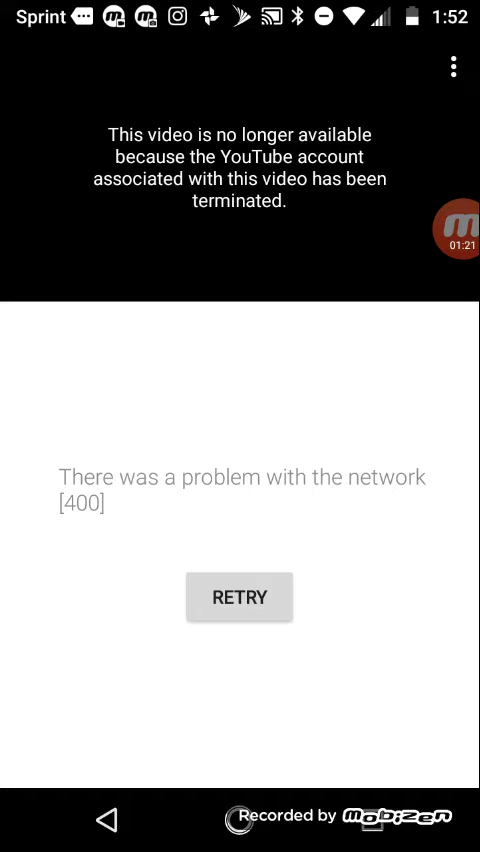 Sprint 1:52
This video is no longer available
because the YouTube account
associated with this video has been
terminated.
m
01:21
There was a problem with the network
[400]
RETRY
Recorded by mobizen